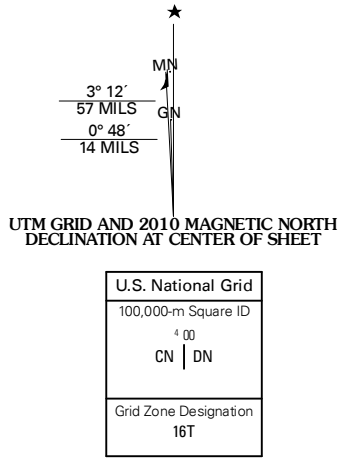 ★
MN
3° 12´
57 MILS
GN
0° 48´
14 MILS
UTM GRID AND 2010 MAGNETIC NORTH
DECLINATION AT CENTER OF SHEET
U.S. National Grid
100,000-m Square ID
4 00
CN | DN
Grid Zone Designation
16T